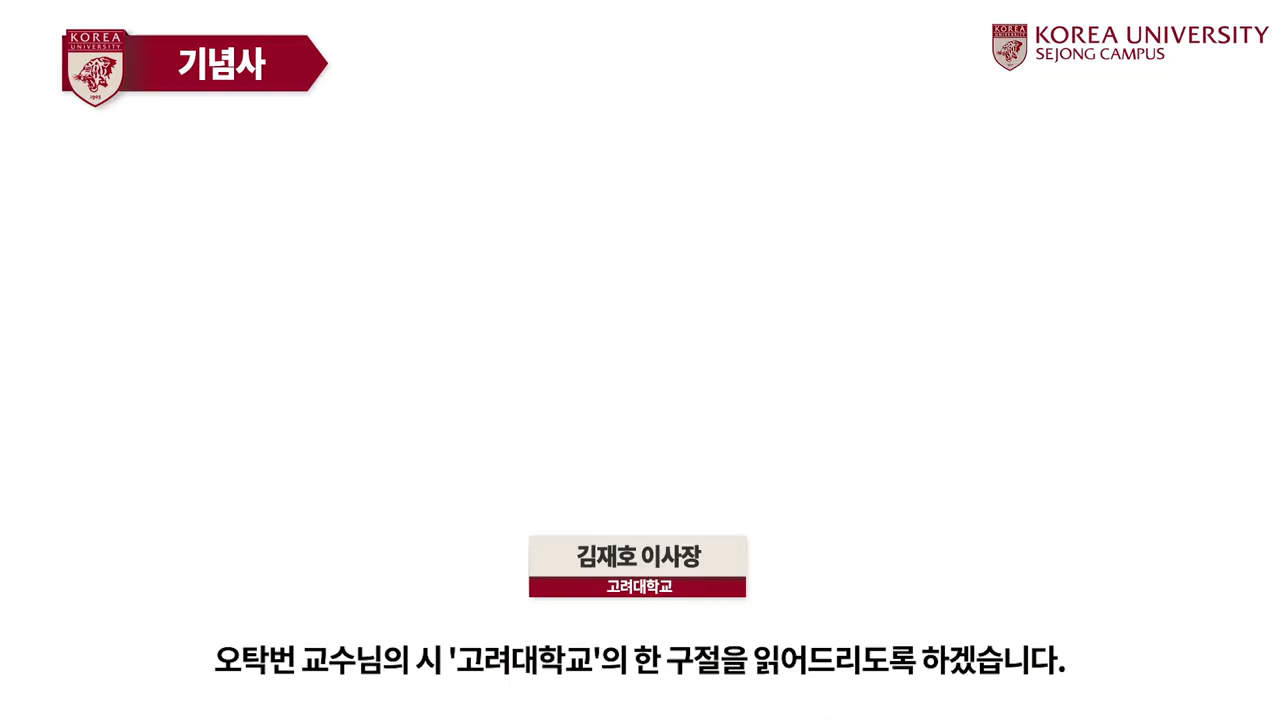 KOREA
UNIVERSITY
1905
기념사
KOREA UNIVERSITY
SEJONG CAMPUS
김재호 이사장
고려대학교
오탁번 교수님의 시 '고려대학교'의 한 구절을 읽어드리도록 하겠습니다.